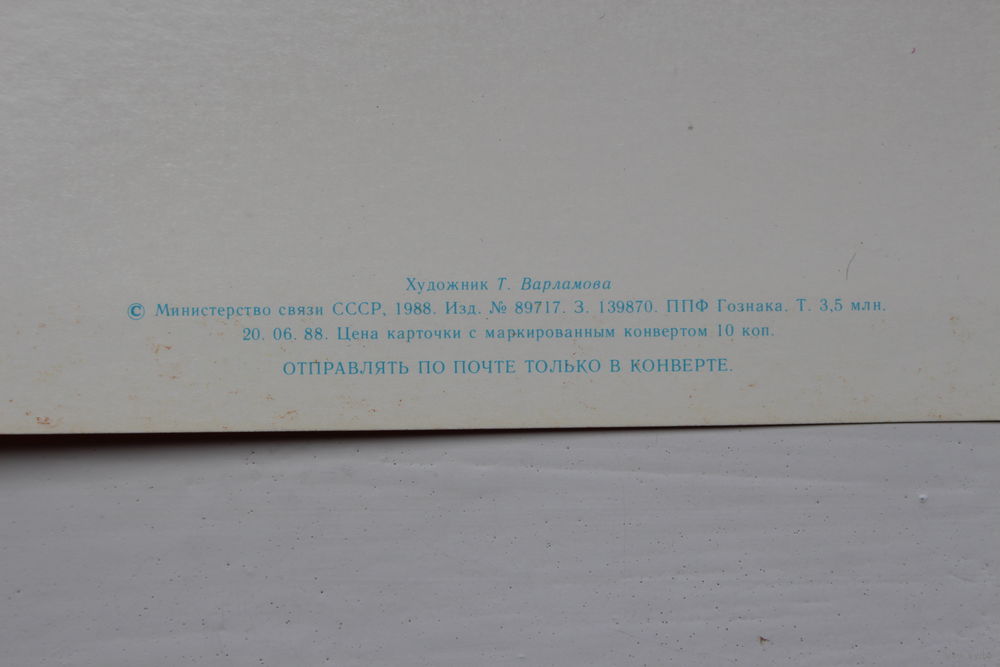 Художник Т. Варламова
© Министерство связи СССР, 1988. Изд. № 89717. З. 139870. ППФ Гознака. Т. 3,5 млн.
20. 06. 88. Цена карточки с маркированным конвертом 10 коп.
ОТПРАВЛЯТЬ ПО ПОЧТЕ ТОЛЬКО В КОНВЕРТЕ.